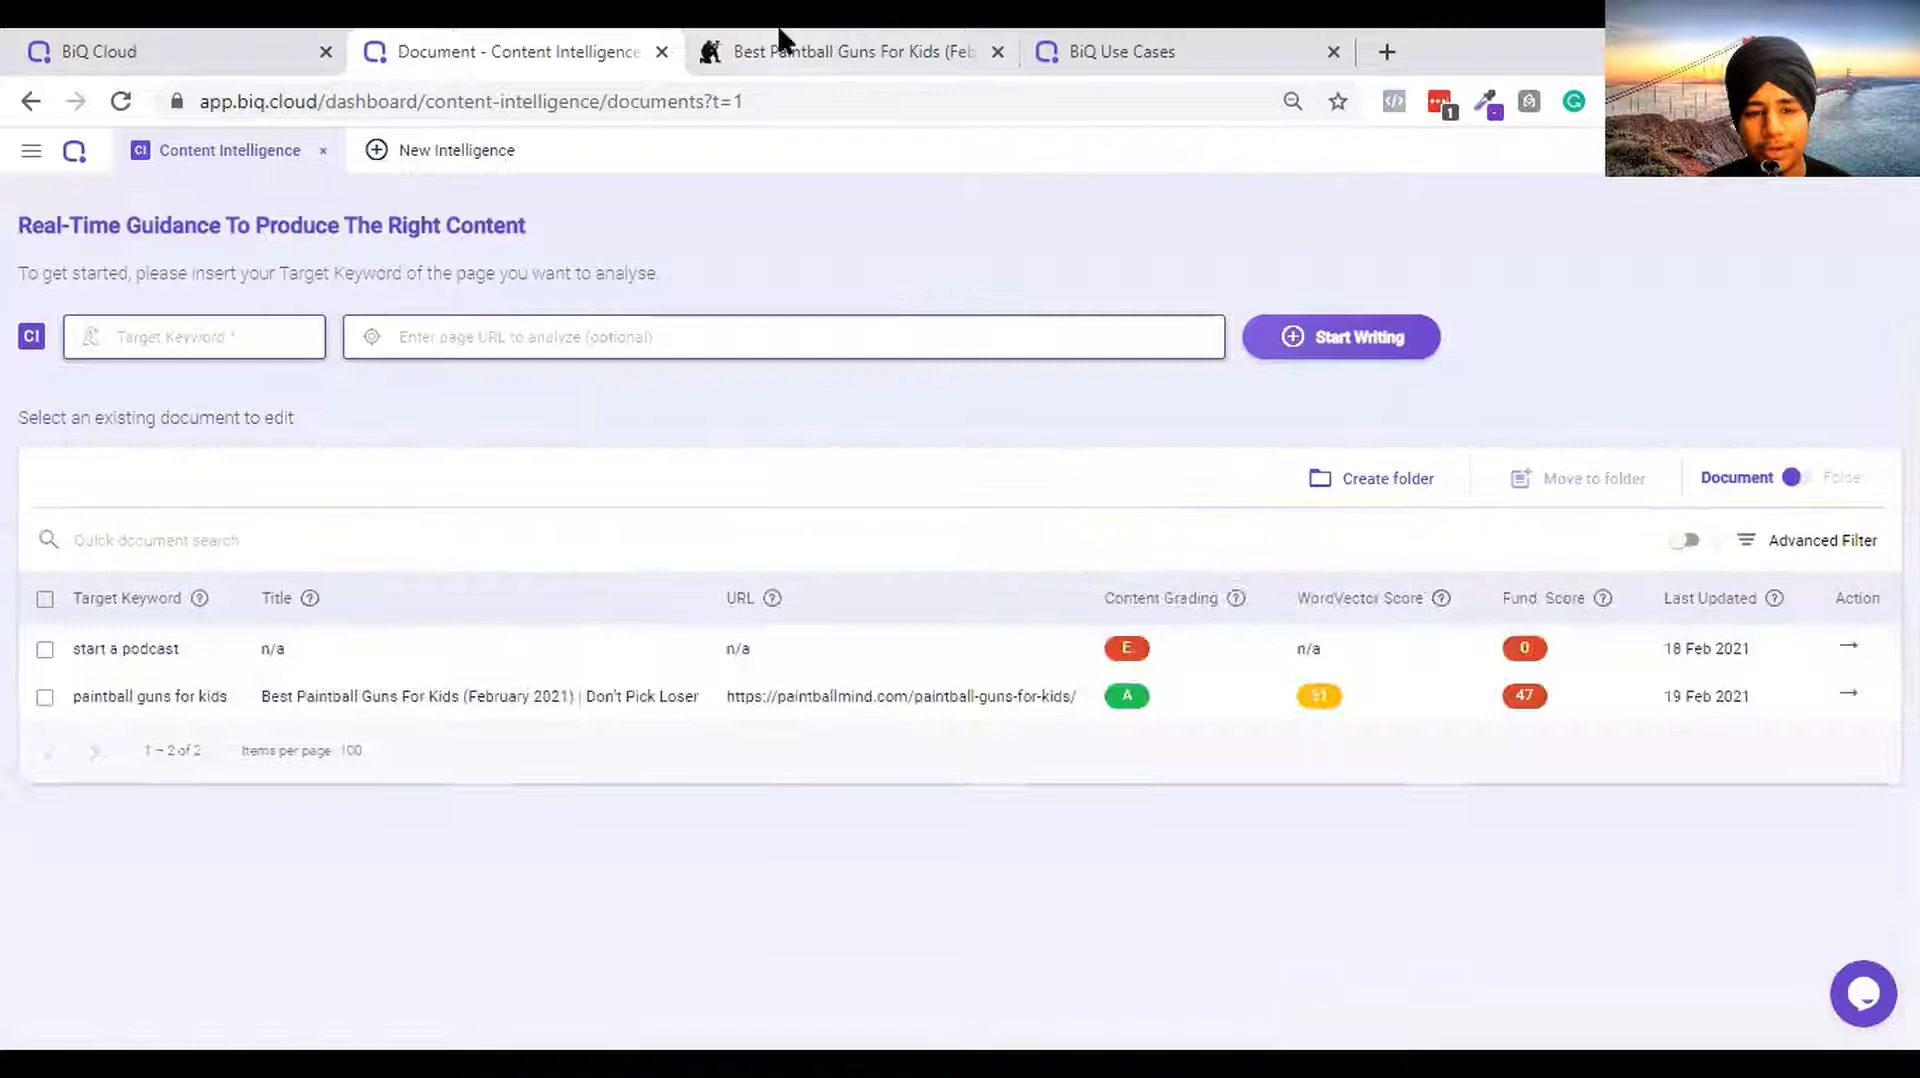 BiQ Cloud
Document - Content Intelligence
Best Paintball Guns For Kids (Feb
BiQ Use Cases
app.biq.cloud/dashboard/content-intelligence/documents?t=1
1
CI Content Intelligence
New Intelligence
Real-Time Guidance To Produce The Right Content
To get started, please insert your Target Keyword of the page you want to analyse.
CI Target Keyword * Enter page URL to analyze (optional) Start Writing
Select an existing document to edit
Create folder Move to folder Document Folder
Quick document search Advanced Filter
Target Keyword Title URL Content Grading WordVector Score Fund. Score Last Updated Action
start a podcast n/a n/a E n/a 0 18 Feb 2021
paintball guns for kids Best Paintball Guns For Kids (February 2021) | Don't Pick Loser https://paintballmind.com/paintball-guns-for-kids/ A 51 47 19 Feb 2021
1 – 2 of 2 Items per page 100